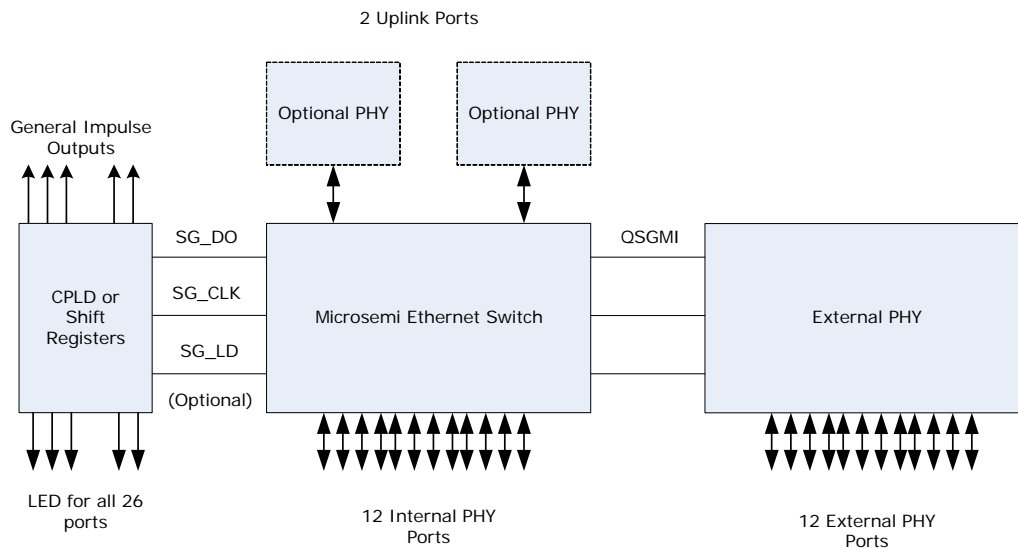 2 Uplink Ports
Optional PHY
Optional PHY
General Impulse
Outputs
SG_DO
QSGMI
CPLD or
Shift
Registers
SG_CLK
Microsemi Ethernet Switch
External PHY
SG_LD
(Optional)
LED for all 26
ports
12 Internal PHY
Ports
12 External PHY
Ports